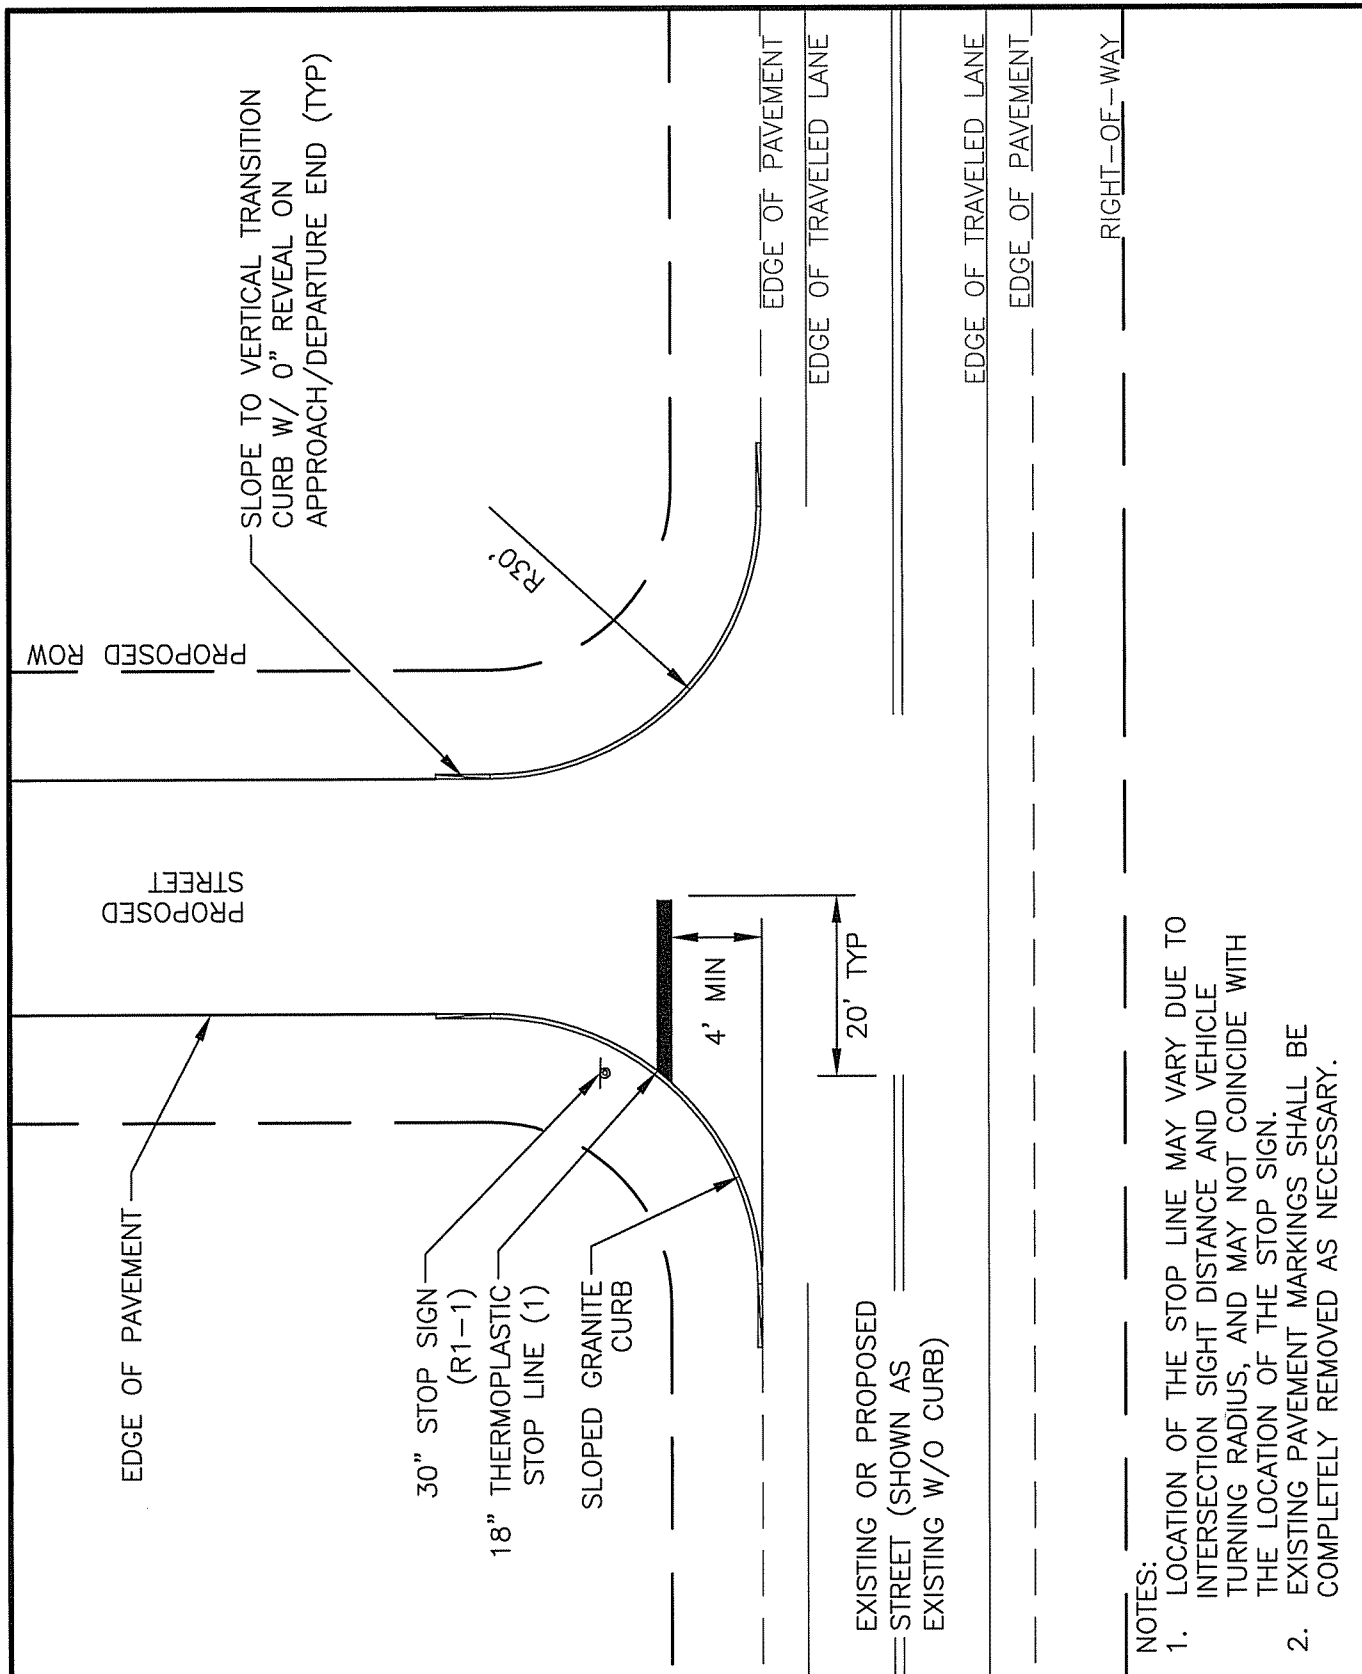 SLOPE TO VERTICAL TRANSITION
CURB W/ 0" REVEAL ON
APPROACH/DEPARTURE END (TYP)
PROPOSED ROW
R30'
EDGE OF PAVEMENT
EDGE OF TRAVELED LANE
EDGE OF TRAVELED LANE
EDGE OF PAVEMENT
RIGHT-OF-WAY
PROPOSED
STREET
4' MIN
20' TYP
EDGE OF PAVEMENT
30" STOP SIGN
(R1-1)
18" THERMOPLASTIC
STOP LINE (1)
SLOPED GRANITE
CURB
EXISTING OR PROPOSED
STREET (SHOWN AS
EXISTING W/O CURB)
NOTES:
1. LOCATION OF THE STOP LINE MAY VARY DUE TO
INTERSECTION SIGHT DISTANCE AND VEHICLE
TURNING RADIUS, AND MAY NOT COINCIDE WITH
THE LOCATION OF THE STOP SIGN.
2. EXISTING PAVEMENT MARKINGS SHALL BE
COMPLETELY REMOVED AS NECESSARY.